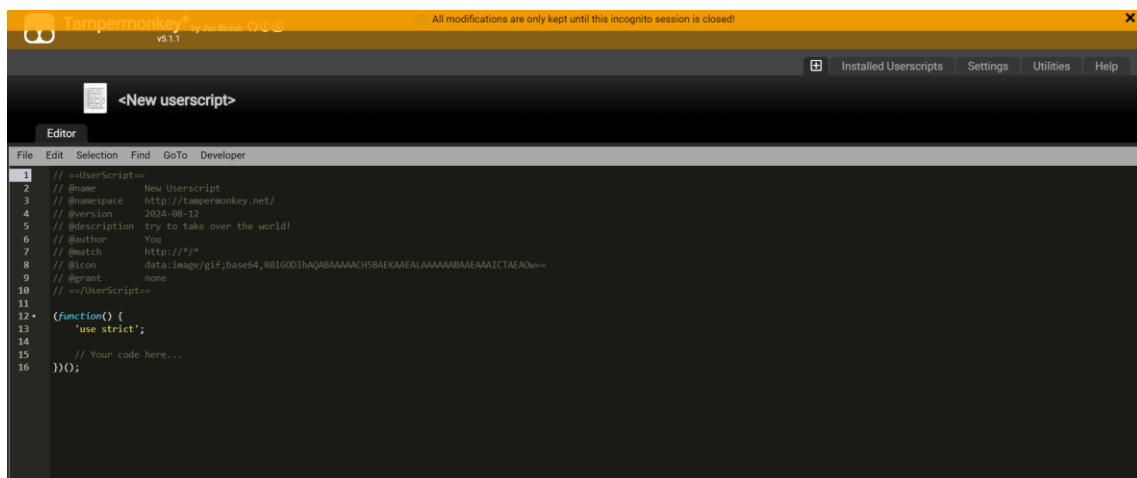 All modifications are only kept until this incognito session is closed!
Tampermonkey® by Jan Biniok
v5.1.1
Installed Userscripts Settings Utilities Help
<New userscript>
Editor
File Edit Selection Find GoTo Developer
1 // ==UserScript==
2 // @name New Userscript
3 // @namespace http://tampermonkey.net/
4 // @version 2024-08-12
5 // @description try to take over the world!
6 // @author You
7 // @match http://*/*
8 // @icon data:image/gif;base64,R0lGODlhAQABAAAAACH5BAEKAAEALAAAAAABAAEAAAICTAEAOw==
9 // @grant none
10 // ==/UserScript==
11
12 (function() {
13 'use strict';
14
15 // Your code here...
16 })();